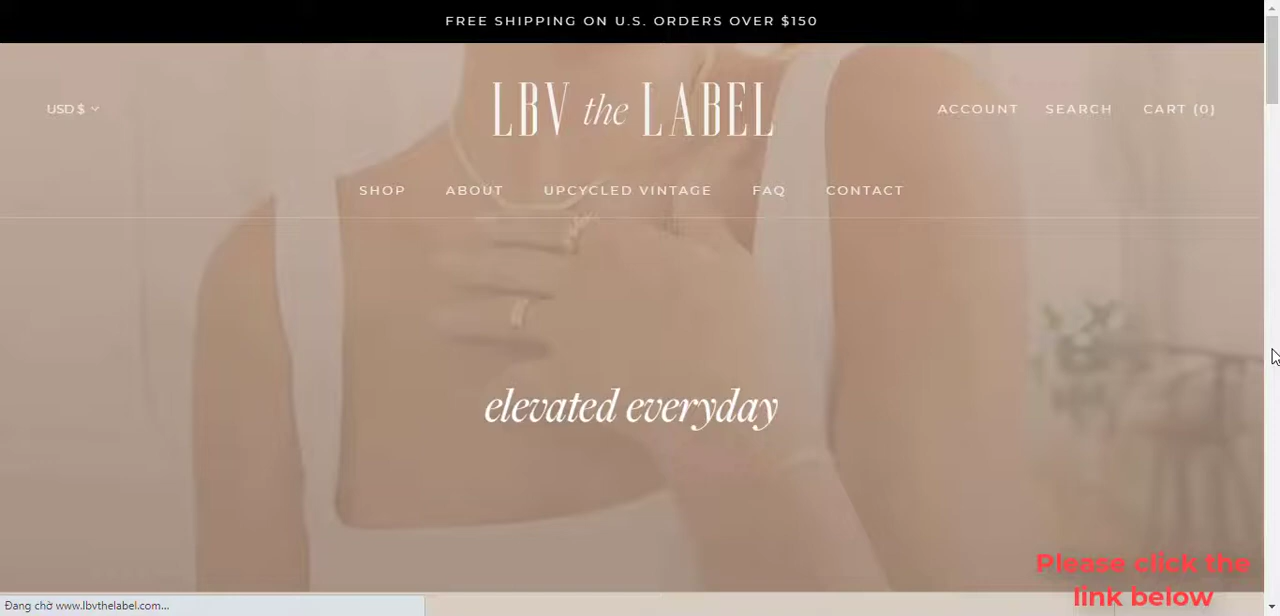 FREE SHIPPING ON U.S. ORDERS OVER $150
USD $
LBV the LABEL
ACCOUNT SEARCH CART (0)
SHOP ABOUT UPCYCLED VINTAGE FAQ CONTACT
elevated everyday
Please click the
link below
Đang chờ www.lbvthelabel.com...